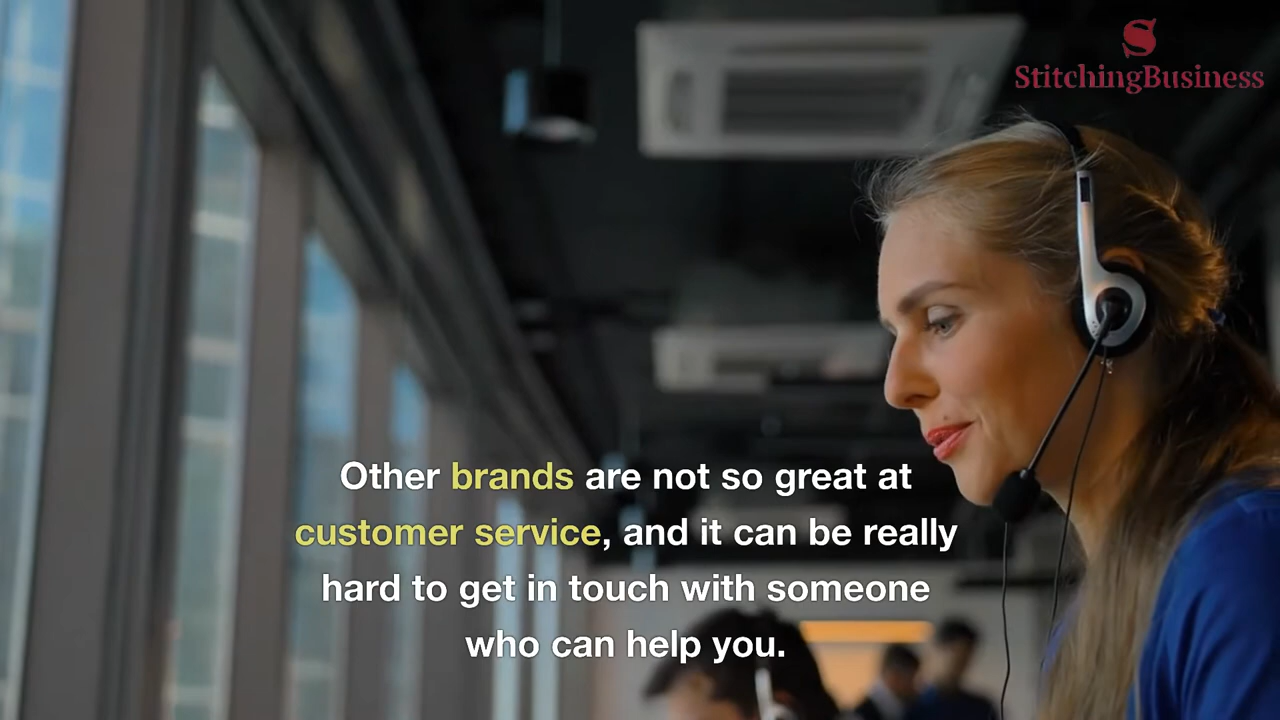 StitchingBusiness
Other brands are not so great at
customer service, and it can be really
hard to get in touch with someone
who can help you.